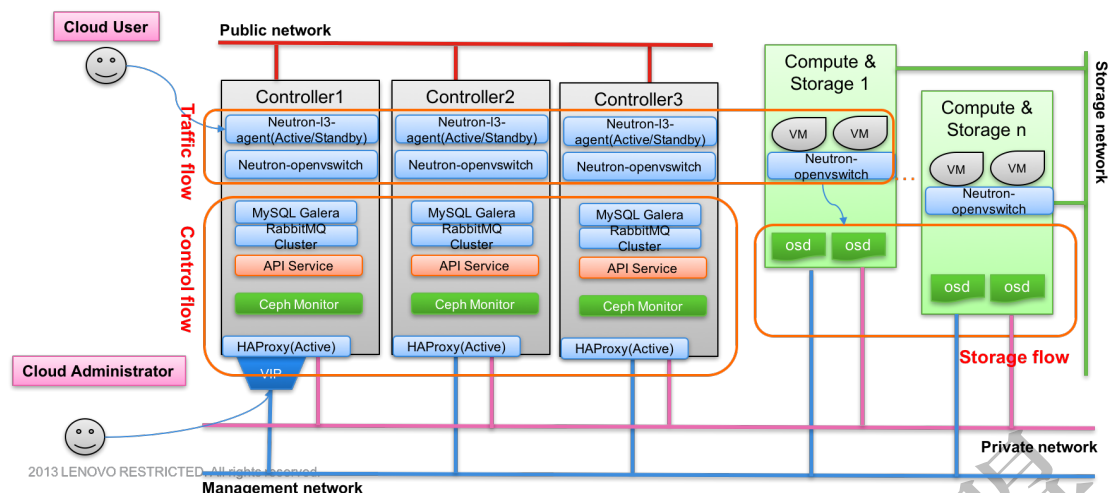 Cloud User
Public network
Controller1
Neutron-l3-
agent(Active/Standby)
Neutron-openvswitch
MySQL Galera
RabbitMQ
Cluster
API Service
Ceph Monitor
HAProxy(Active)
VIP
Controller2
Neutron-l3-
agent(Active/Standby)
Neutron-openvswitch
MySQL Galera
RabbitMQ
Cluster
API Service
Ceph Monitor
HAProxy(Active)
Controller3
Neutron-l3-
agent(Active/Standby)
Neutron-openvswitch
MySQL Galera
RabbitMQ
Cluster
API Service
Ceph Monitor
HAProxy(Active)
Compute &
Storage 1
VM
VM
Neutron-
openvswitch
osd
osd
...
Compute &
Storage n
VM
VM
Neutron-
openvswitch
osd
osd
Storage network
Traffic flow
Control flow
Storage flow
Cloud Administrator
Private network
2013 LENOVO RESTRICTED. All rights reserved.
Management network